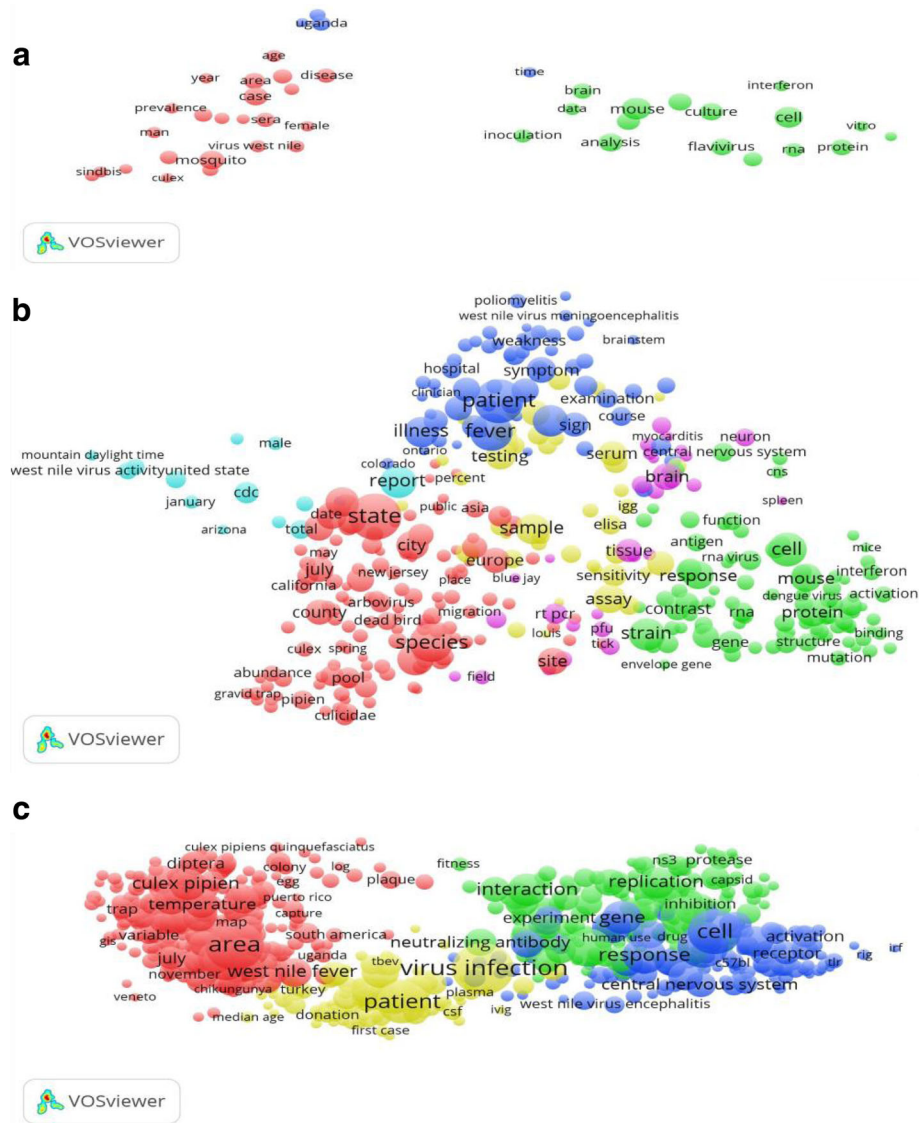 a
uganda
age
year
area
disease
case
prevalence
sera
female
man
virus west nile
mosquito
sindbis
culex
time
brain
interferon
data
mouse
culture
cell
inoculation
analysis
vitro
flavivirus
rna
protein
VOSviewer
b
poliomyelitis
west nile virus meningoencephalitis
weakness
brainstem
hospital
symptom
clinician
patient
examination
course
illness
fever
sign
myocarditis
neuron
male
ontario
testing
serum
central nervous system
mountain daylight time
west nile virus activityunited state
colorado
percent
brain
cns
report
january
cdc
igg
spleen
public
asia
date
state
sample
elisa
function
arizona
total
antigen
may
city
europe
tissue
rna virus
cell
mice
july
new jersey
place
blue jay
sensitivity
response
mouse
interferon
california
dengue virus
activation
county
arbovirus
migration
rt pcr
assay
contrast
rna
protein
dead bird
pfu
binding
culex
spring
species
louis
tick
strain
gene
structure
site
envelope gene
mutation
abundance
pool
field
gravid trap
pipien
culicidae
VOSviewer
c
culex pipiens quinquefasciatus
diptera
colony
log
fitness
ns3
protease
culex pipien
egg
plaque
interaction
replication
capsid
trap
temperature
puerto rico
capture
inhibition
map
experiment
gene
gis
variable
south america
neutralizing antibody
human use
drug
cell
activation
area
july
uganda
tbev
response
receptor
irf
november
west nile fever
virus infection
c57bl
tlr
rig
chikungunya
turkey
plasma
central nervous system
veneto
patient
west nile virus encephalitis
median age
donation
csf
ivig
first case
VOSviewer